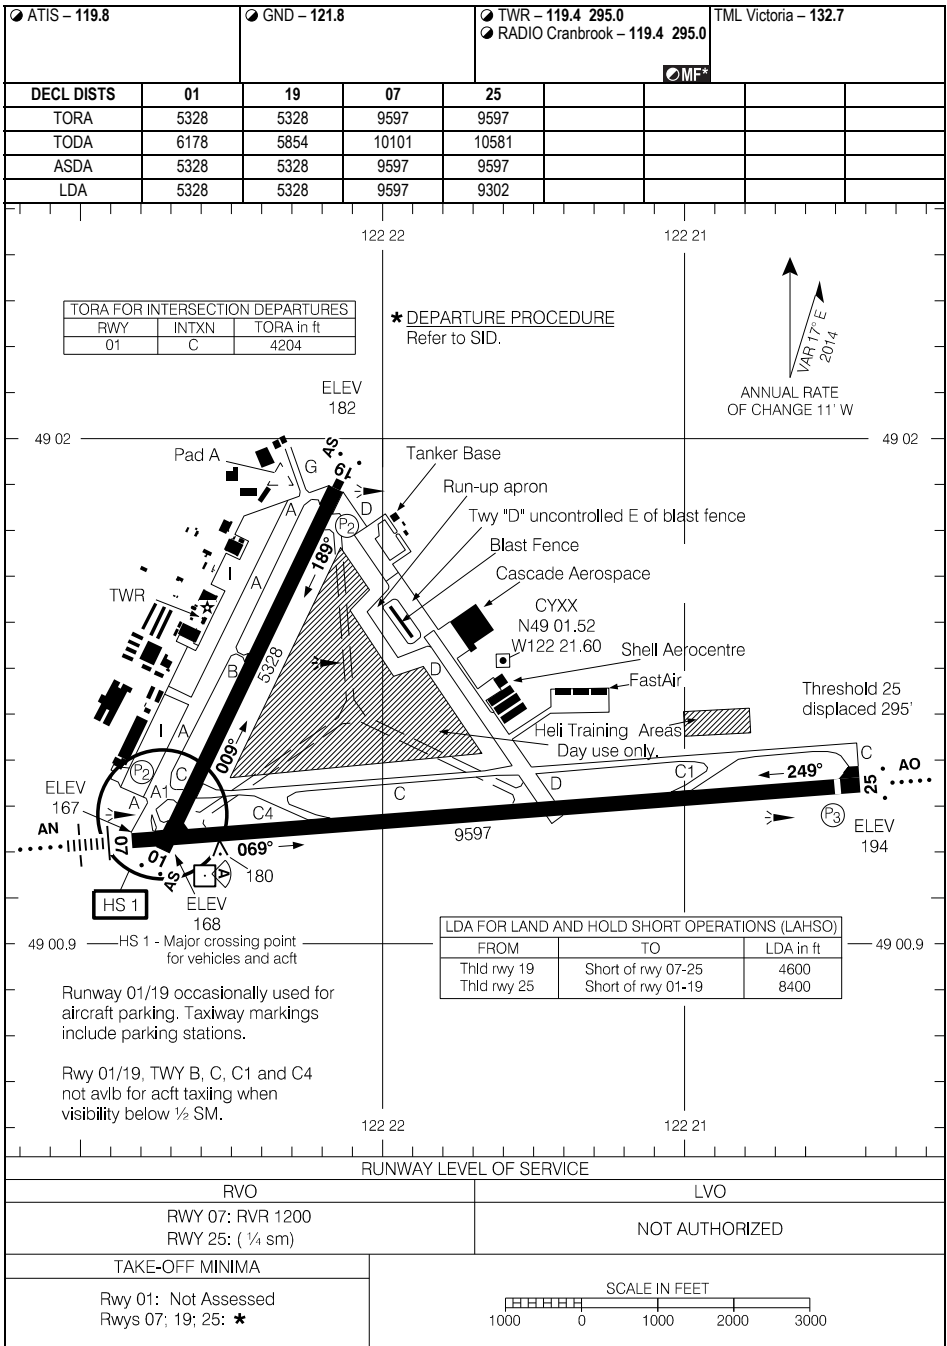 ATIS – 119.8
GND – 121.8
TWR – 119.4 295.0
RADIO Cranbrook – 119.4 295.0
MF*
TML Victoria – 132.7
DECL DISTS 01 19 07 25
TORA 5328 5328 9597 9597
TODA 6178 5854 10101 10581
ASDA 5328 5328 9597 9597
LDA 5328 5328 9597 9302
122 22 122 21
TORA FOR INTERSECTION DEPARTURES
RWY INTXN TORA in ft
01 C 4204
* DEPARTURE PROCEDURE
Refer to SID.
VAR 17° E
2014
ANNUAL RATE
OF CHANGE 11' W
ELEV
182
49 02 49 02
Pad A
G
AS
19
Tanker Base
A
D
Run-up apron
P2
Twy "D" uncontrolled E of blast fence
189°
Blast Fence
I
A
Cascade Aerospace
TWR
CYXX
N49 01.52
W122 21.60
B
5328
D
Shell Aerocentre
FastAir
Threshold 25
displaced 295'
I
A
009°
Heli Training Areas
Day use only.
P2
C
A1
A
C
C4
D
C1
249°
C
25
AO
ELEV
167
AN
07
01
AS
069°
9597
P3
ELEV
194
A
180
HS 1
ELEV
168
49 00.9 49 00.9
HS 1 - Major crossing point
for vehicles and acft
LDA FOR LAND AND HOLD SHORT OPERATIONS (LAHSO)
FROM TO LDA in ft
Thld rwy 19 Short of rwy 07-25 4600
Thld rwy 25 Short of rwy 01-19 8400
Runway 01/19 occasionally used for
aircraft parking. Taxiway markings
include parking stations.
Rwy 01/19, TWY B, C, C1 and C4
not avlb for acft taxiing when
visibility below ½ SM.
122 22 122 21
RUNWAY LEVEL OF SERVICE
RVO LVO
RWY 07: RVR 1200
RWY 25: ( ¼ sm)
NOT AUTHORIZED
TAKE-OFF MINIMA
Rwy 01: Not Assessed
Rwys 07; 19; 25: *
SCALE IN FEET
1000 0 1000 2000 3000